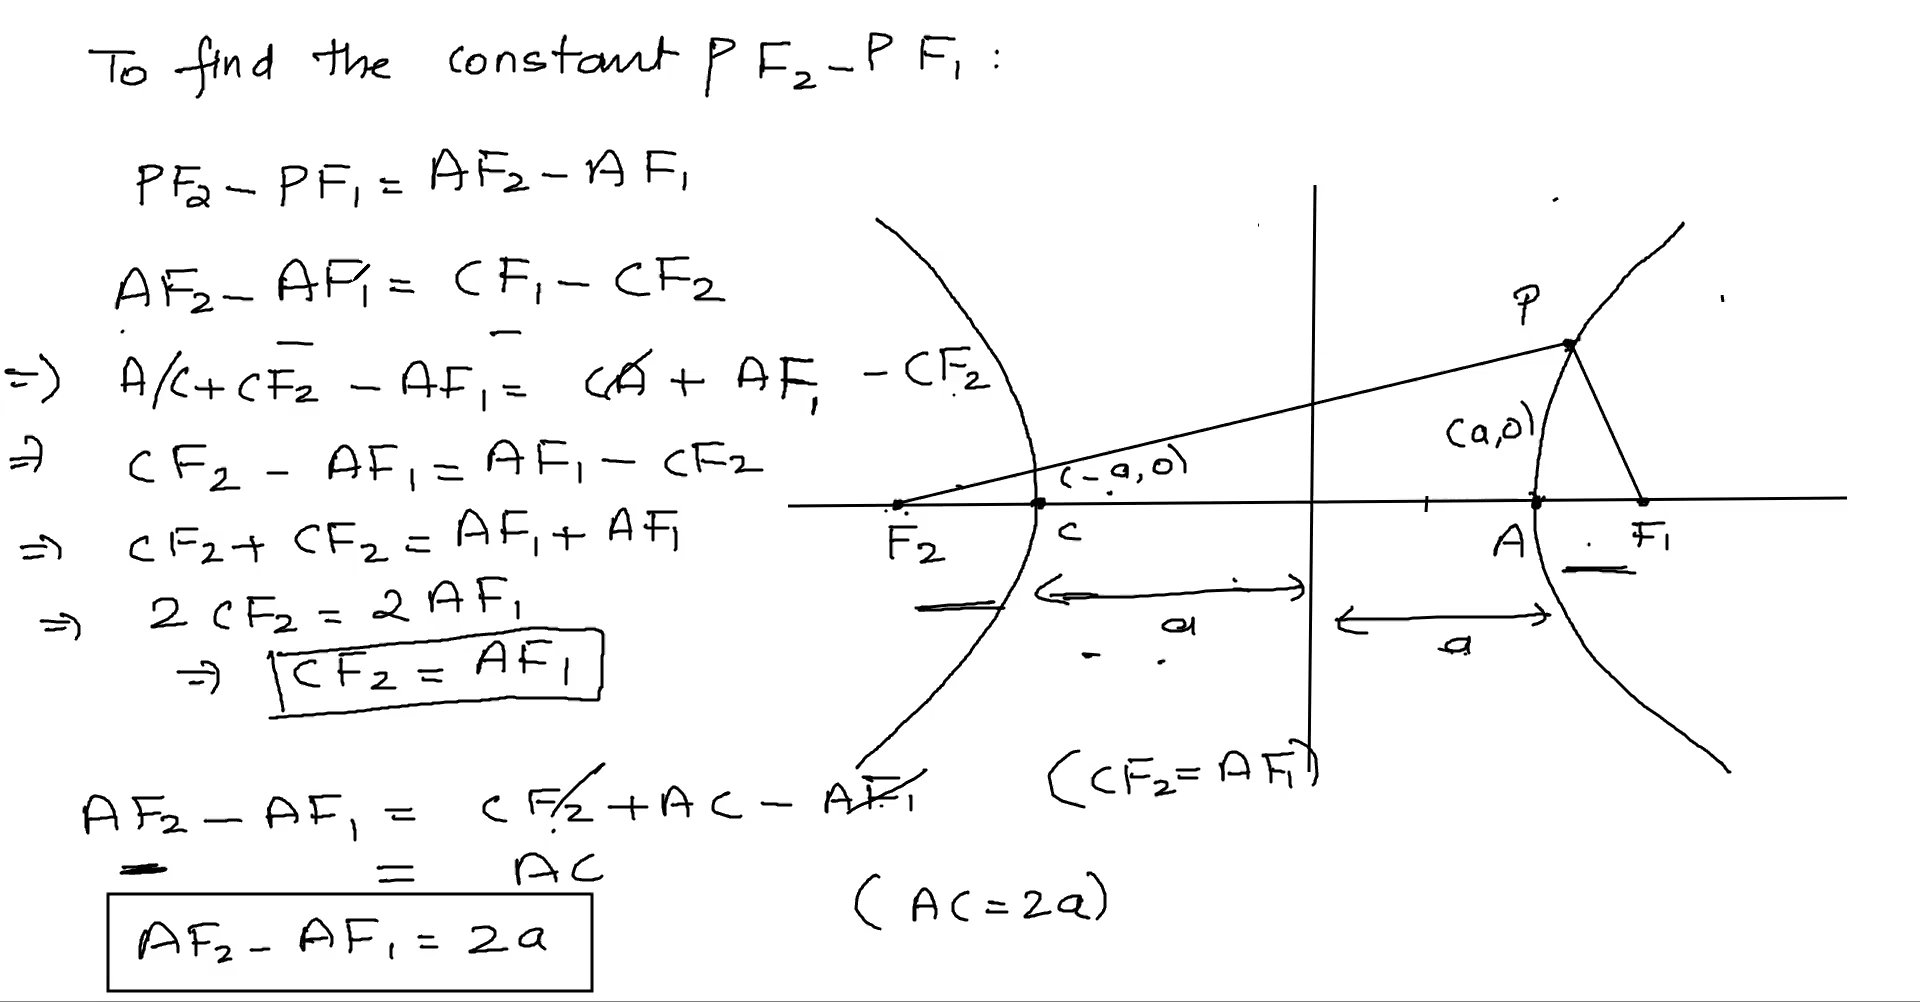 To find the constant PF₂ - PF₁ :
PF₂ - PF₁ = AF₂ - AF₁
AF₂ - AF₁ = CF₁ - CF₂
=) AC + CF₂ - AF₁ = CA + AF₁ - CF₂
=) CF₂ - AF₁ = AF₁ - CF₂
=) CF₂ + CF₂ = AF₁ + AF₁
=) 2 CF₂ = 2 AF₁
=) CF₂ = AF₁
AF₂ - AF₁ = CF₂ + AC - AF₁ (CF₂ = AF₁)
= AC
(AC = 2a)
AF₂ - AF₁ = 2a
P
(a,0)
(-a,0)
F₂
C
A
F₁
a
a